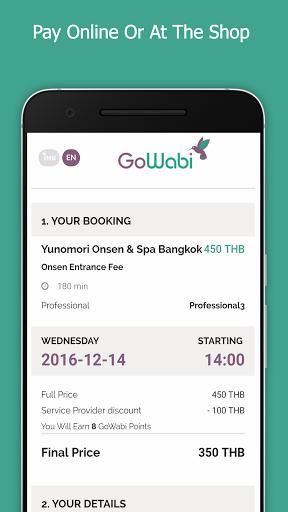 Pay Online Or At The Shop
ไทย EN
GoWabi
1. YOUR BOOKING
Yunomori Onsen & Spa Bangkok 450 THB
Onsen Entrance Fee
180 min
Professional Professional3
WEDNESDAY STARTING
2016-12-14 14:00
Full Price 450 THB
Service Provider discount - 100 THB
You Will Earn 8 GoWabi Points
Final Price 350 THB
2. YOUR DETAILS